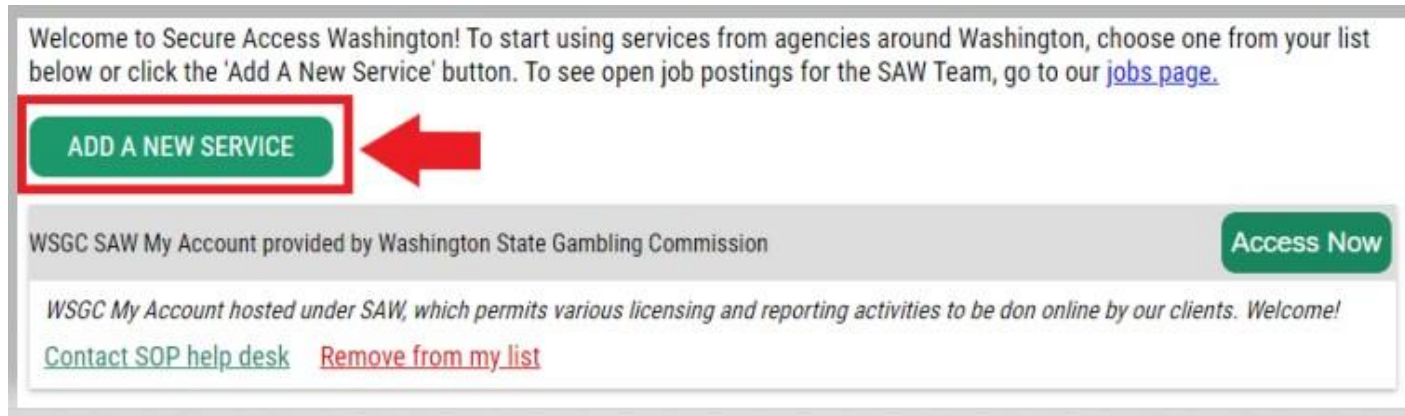 Welcome to Secure Access Washington! To start using services from agencies around Washington, choose one from your list
below or click the 'Add A New Service' button. To see open job postings for the SAW Team, go to our jobs page.
ADD A NEW SERVICE
WSGC SAW My Account provided by Washington State Gambling Commission
Access Now
WSGC My Account hosted under SAW, which permits various licensing and reporting activities to be don online by our clients. Welcome!
Contact SOP help desk Remove from my list